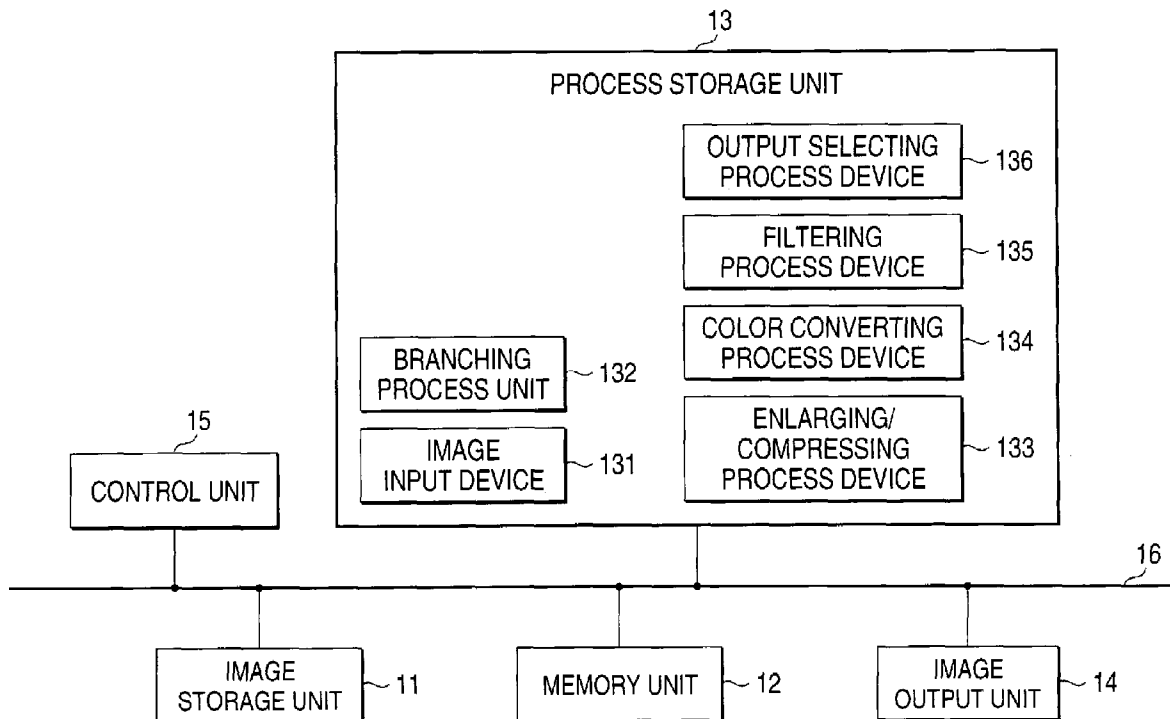 13
PROCESS STORAGE UNIT
OUTPUT SELECTING
PROCESS DEVICE
136
FILTERING
PROCESS DEVICE
135
COLOR CONVERTING
PROCESS DEVICE
134
BRANCHING
PROCESS UNIT
132
ENLARGING/
COMPRESSING
PROCESS DEVICE
133
IMAGE
INPUT DEVICE
131
15
CONTROL UNIT
16
IMAGE
STORAGE UNIT
11
MEMORY UNIT
12
IMAGE
OUTPUT UNIT
14